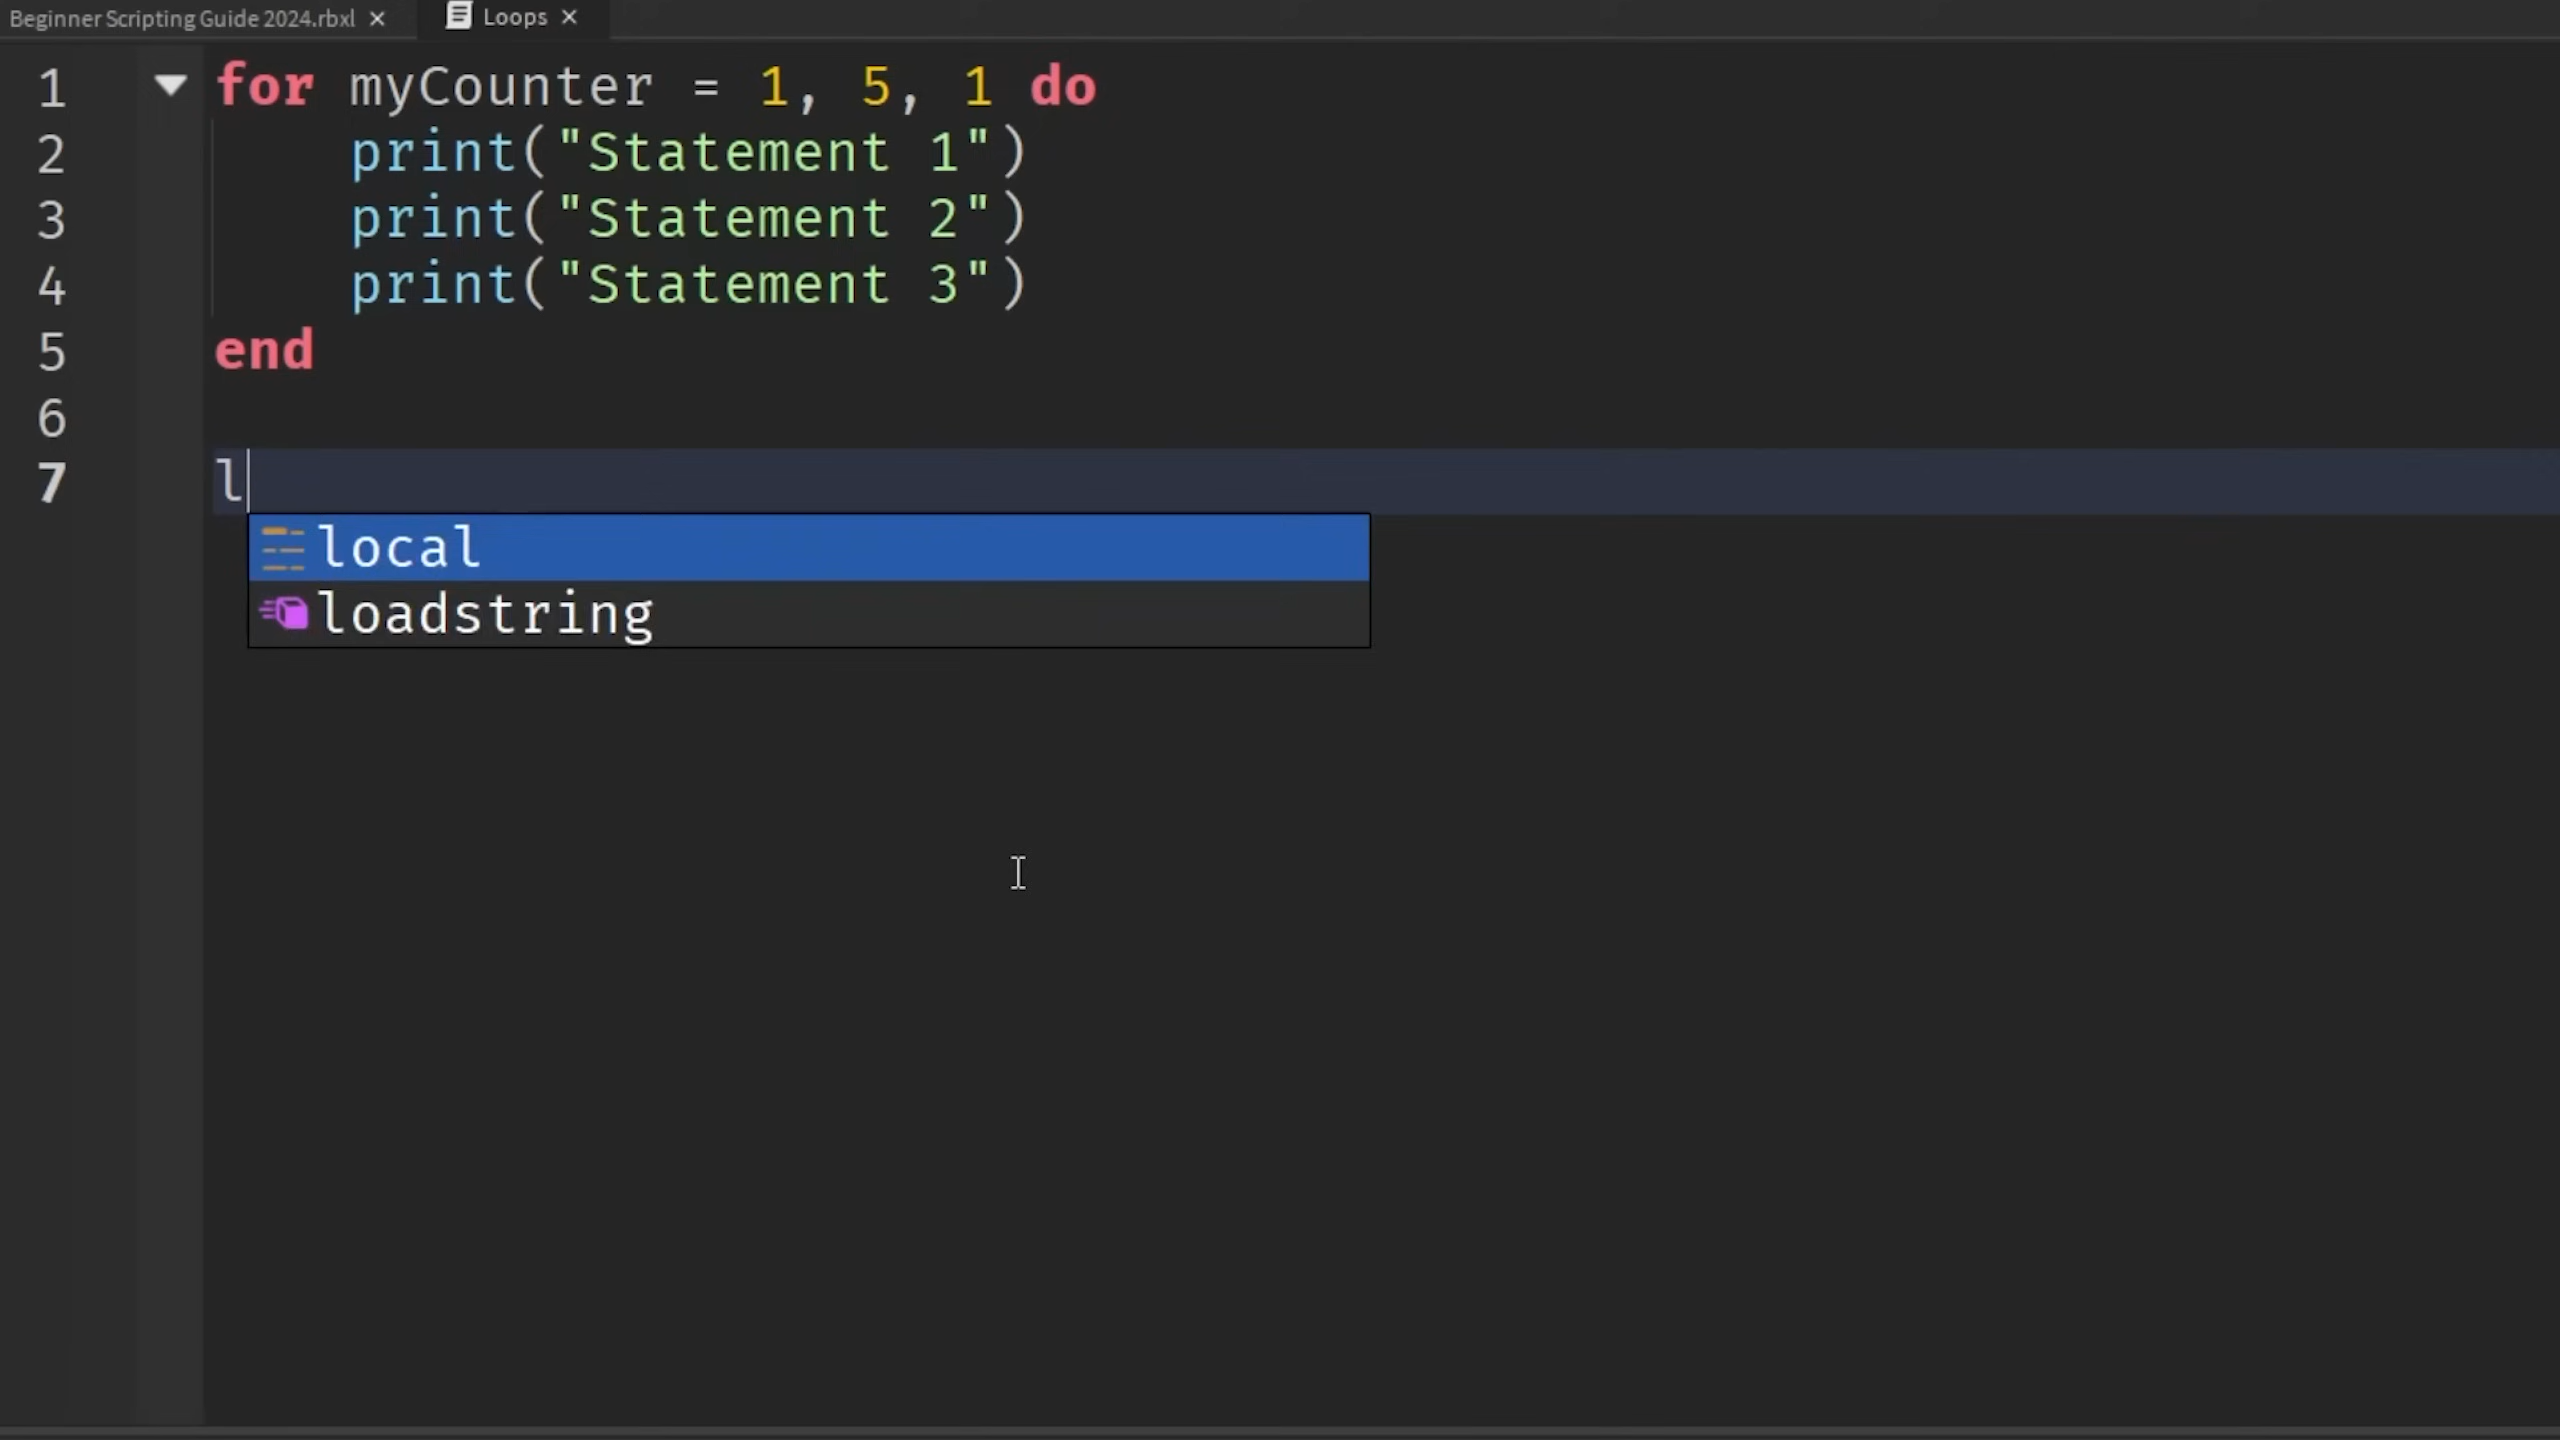 Beginner Scripting Guide 2024.rbxl × Loops ×
1 for myCounter = 1, 5, 1 do
2 print("Statement 1")
3 print("Statement 2")
4 print("Statement 3")
5 end
6
7 l
local
loadstring